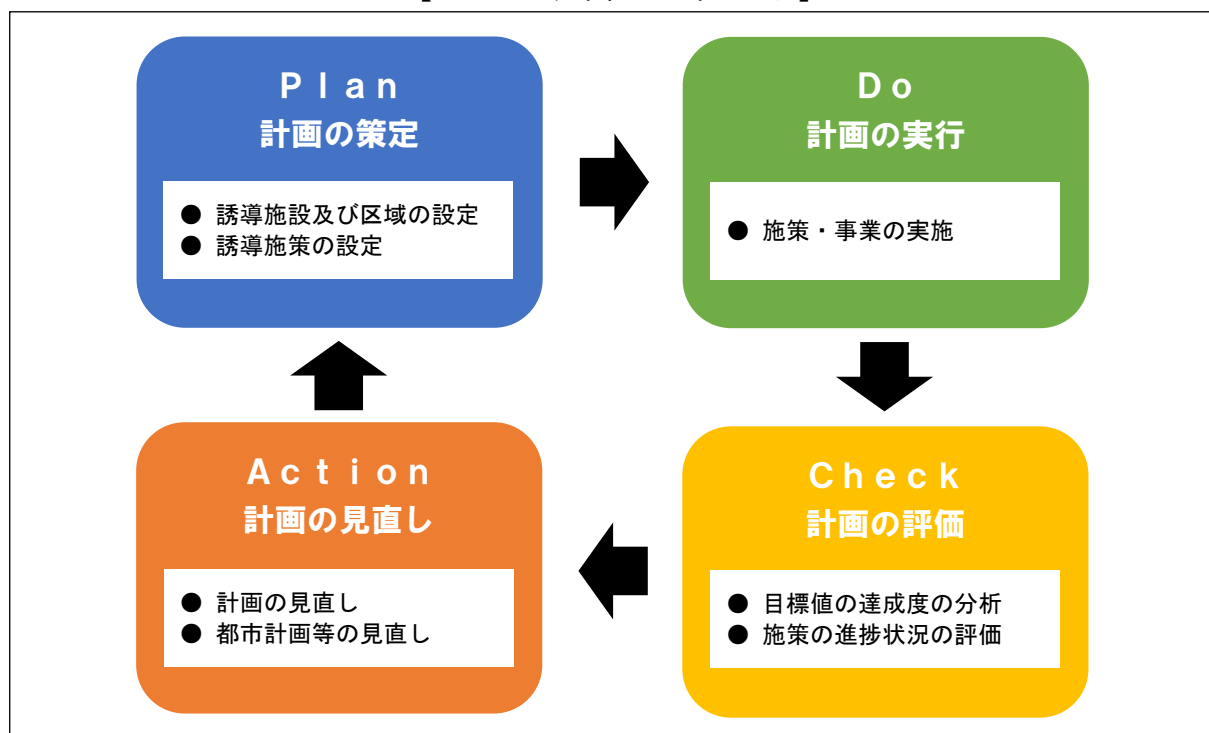 Ｐｌａｎ
計画の策定
● 誘導施設及び区域の設定
● 誘導施策の設定
Ｄｏ
計画の実行
● 施策・事業の実施
Ｃｈｅｃｋ
計画の評価
● 目標値の達成度の分析
● 施策の進捗状況の評価
Ａｃｔｉｏｎ
計画の見直し
● 計画の見直し
● 都市計画等の見直し